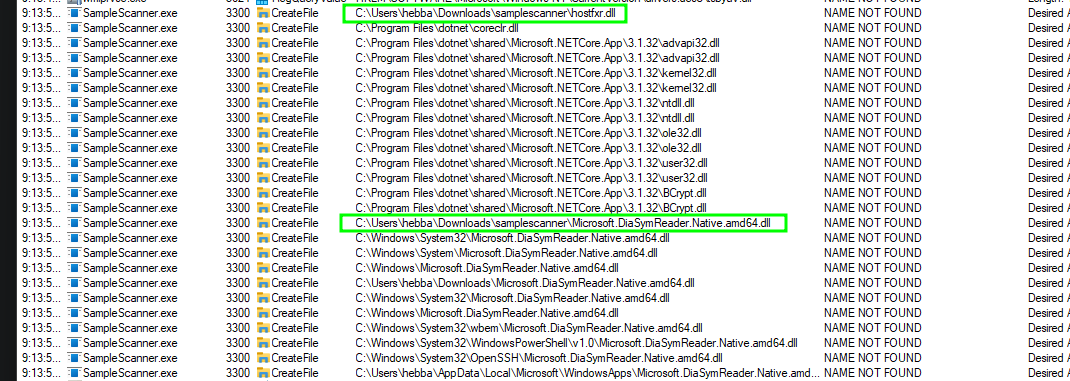 9:13:5... SampleScanner.exe 3300 CreateFile C:\Users\hebba\Downloads\samplescanner\hostfxr.dll NAME NOT FOUND Desired A
9:13:5... SampleScanner.exe 3300 CreateFile C:\Program Files\dotnet\coreclr.dll NAME NOT FOUND Desired A
9:13:5... SampleScanner.exe 3300 CreateFile C:\Program Files\dotnet\shared\Microsoft.NETCore.App\3.1.32\advapi32.dll NAME NOT FOUND Desired A
9:13:5... SampleScanner.exe 3300 CreateFile C:\Program Files\dotnet\shared\Microsoft.NETCore.App\3.1.32\advapi32.dll NAME NOT FOUND Desired A
9:13:5... SampleScanner.exe 3300 CreateFile C:\Program Files\dotnet\shared\Microsoft.NETCore.App\3.1.32\kernel32.dll NAME NOT FOUND Desired A
9:13:5... SampleScanner.exe 3300 CreateFile C:\Program Files\dotnet\shared\Microsoft.NETCore.App\3.1.32\kernel32.dll NAME NOT FOUND Desired A
9:13:5... SampleScanner.exe 3300 CreateFile C:\Program Files\dotnet\shared\Microsoft.NETCore.App\3.1.32\ntdll.dll NAME NOT FOUND Desired A
9:13:5... SampleScanner.exe 3300 CreateFile C:\Program Files\dotnet\shared\Microsoft.NETCore.App\3.1.32\ntdll.dll NAME NOT FOUND Desired A
9:13:5... SampleScanner.exe 3300 CreateFile C:\Program Files\dotnet\shared\Microsoft.NETCore.App\3.1.32\ole32.dll NAME NOT FOUND Desired A
9:13:5... SampleScanner.exe 3300 CreateFile C:\Program Files\dotnet\shared\Microsoft.NETCore.App\3.1.32\ole32.dll NAME NOT FOUND Desired A
9:13:5... SampleScanner.exe 3300 CreateFile C:\Program Files\dotnet\shared\Microsoft.NETCore.App\3.1.32\user32.dll NAME NOT FOUND Desired A
9:13:5... SampleScanner.exe 3300 CreateFile C:\Program Files\dotnet\shared\Microsoft.NETCore.App\3.1.32\user32.dll NAME NOT FOUND Desired A
9:13:5... SampleScanner.exe 3300 CreateFile C:\Program Files\dotnet\shared\Microsoft.NETCore.App\3.1.32\BCrypt.dll NAME NOT FOUND Desired A
9:13:5... SampleScanner.exe 3300 CreateFile C:\Program Files\dotnet\shared\Microsoft.NETCore.App\3.1.32\BCrypt.dll NAME NOT FOUND Desired A
9:13:5... SampleScanner.exe 3300 CreateFile C:\Users\hebba\Downloads\samplescanner\Microsoft.DiaSymReader.Native.amd64.dll NAME NOT FOUND Desired A
9:13:5... SampleScanner.exe 3300 CreateFile C:\Windows\System32\Microsoft.DiaSymReader.Native.amd64.dll NAME NOT FOUND Desired A
9:13:5... SampleScanner.exe 3300 CreateFile C:\Windows\System\Microsoft.DiaSymReader.Native.amd64.dll NAME NOT FOUND Desired A
9:13:5... SampleScanner.exe 3300 CreateFile C:\Windows\Microsoft.DiaSymReader.Native.amd64.dll NAME NOT FOUND Desired A
9:13:5... SampleScanner.exe 3300 CreateFile C:\Users\hebba\Downloads\Microsoft.DiaSymReader.Native.amd64.dll NAME NOT FOUND Desired A
9:13:5... SampleScanner.exe 3300 CreateFile C:\Windows\System32\Microsoft.DiaSymReader.Native.amd64.dll NAME NOT FOUND Desired A
9:13:5... SampleScanner.exe 3300 CreateFile C:\Windows\Microsoft.DiaSymReader.Native.amd64.dll NAME NOT FOUND Desired A
9:13:5... SampleScanner.exe 3300 CreateFile C:\Windows\System32\wbem\Microsoft.DiaSymReader.Native.amd64.dll NAME NOT FOUND Desired A
9:13:5... SampleScanner.exe 3300 CreateFile C:\Windows\System32\WindowsPowerShell\v1.0\Microsoft.DiaSymReader.Native.amd64.dll NAME NOT FOUND Desired A
9:13:5... SampleScanner.exe 3300 CreateFile C:\Windows\System32\OpenSSH\Microsoft.DiaSymReader.Native.amd64.dll NAME NOT FOUND Desired A
9:13:5... SampleScanner.exe 3300 CreateFile C:\Users\hebba\AppData\Local\Microsoft\WindowsApps\Microsoft.DiaSymReader.Native.amd64.... NAME NOT FOUND Desired A